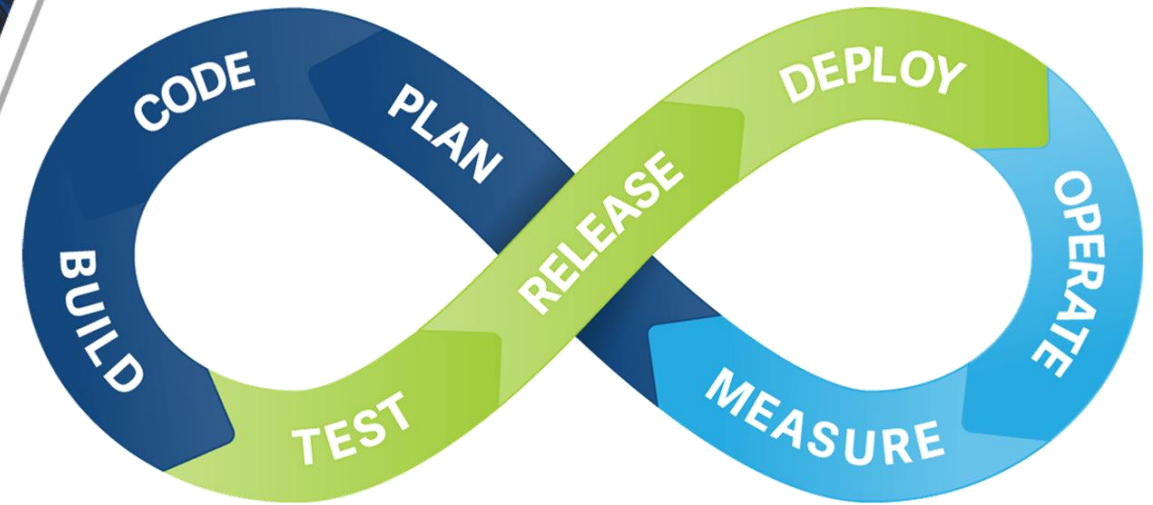 PLAN
CODE
BUILD
TEST
RELEASE
DEPLOY
OPERATE
MEASURE